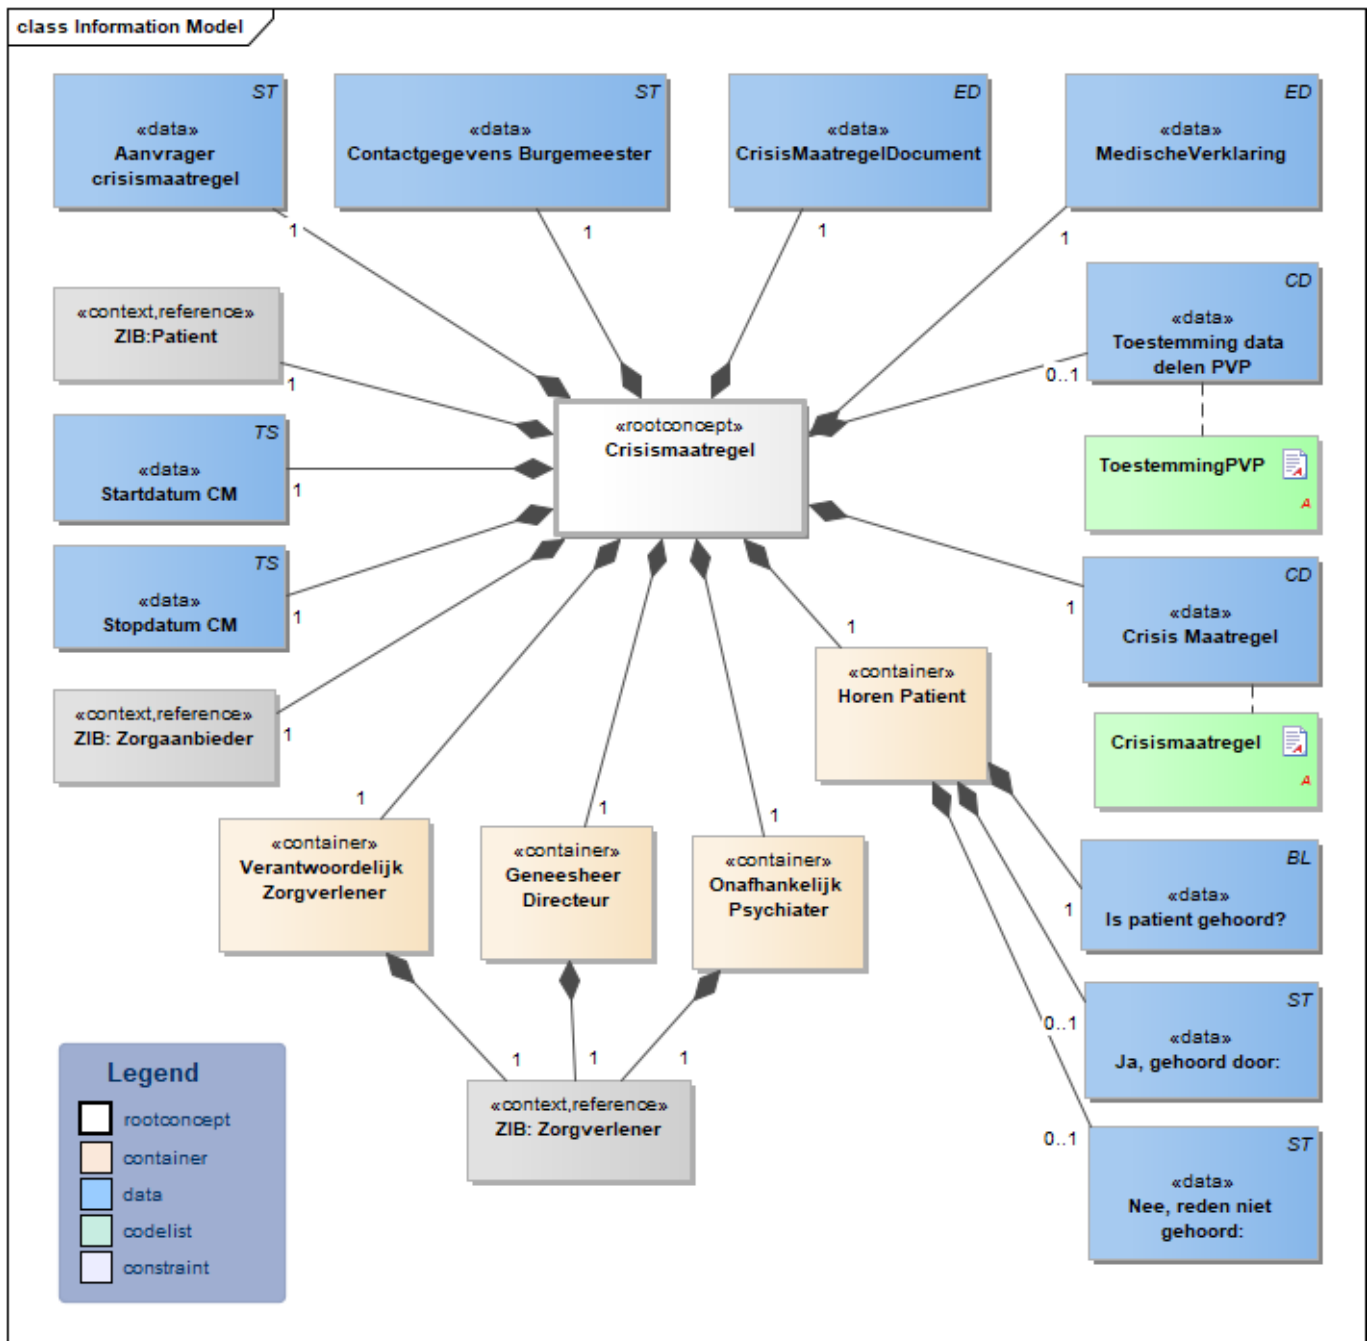 class Information Model
ST
«data»
Aanvrager
crisismaatregel
1
ST
«data»
Contactgegevens Burgemeester
1
ED
«data»
CrisisMaatregelDocument
1
ED
«data»
MedischeVerklaring
1
«context,reference»
ZIB:Patient
1
CD
«data»
Toestemming data
delen PVP
0..1
ToestemmingPVP
A
«rootconcept»
Crisismaatregel
TS
«data»
Startdatum CM
1
TS
«data»
Stopdatum CM
1
CD
«data»
Crisis Maatregel
1
Crisismaatregel
A
«context,reference»
ZIB: Zorgaanbieder
1
1
«container»
Horen Patient
1
«container»
Verantwoordelijk
Zorgverlener
1
«container»
Geneesheer
Directeur
1
«container»
Onafhankelijk
Psychiater
BL
«data»
Is patient gehoord?
1
ST
«data»
Ja, gehoord door:
0..1
ST
«data»
Nee, reden niet
gehoord:
0..1
1
1
1
«context,reference»
ZIB: Zorgverlener
Legend
rootconcept
container
data
codelist
constraint